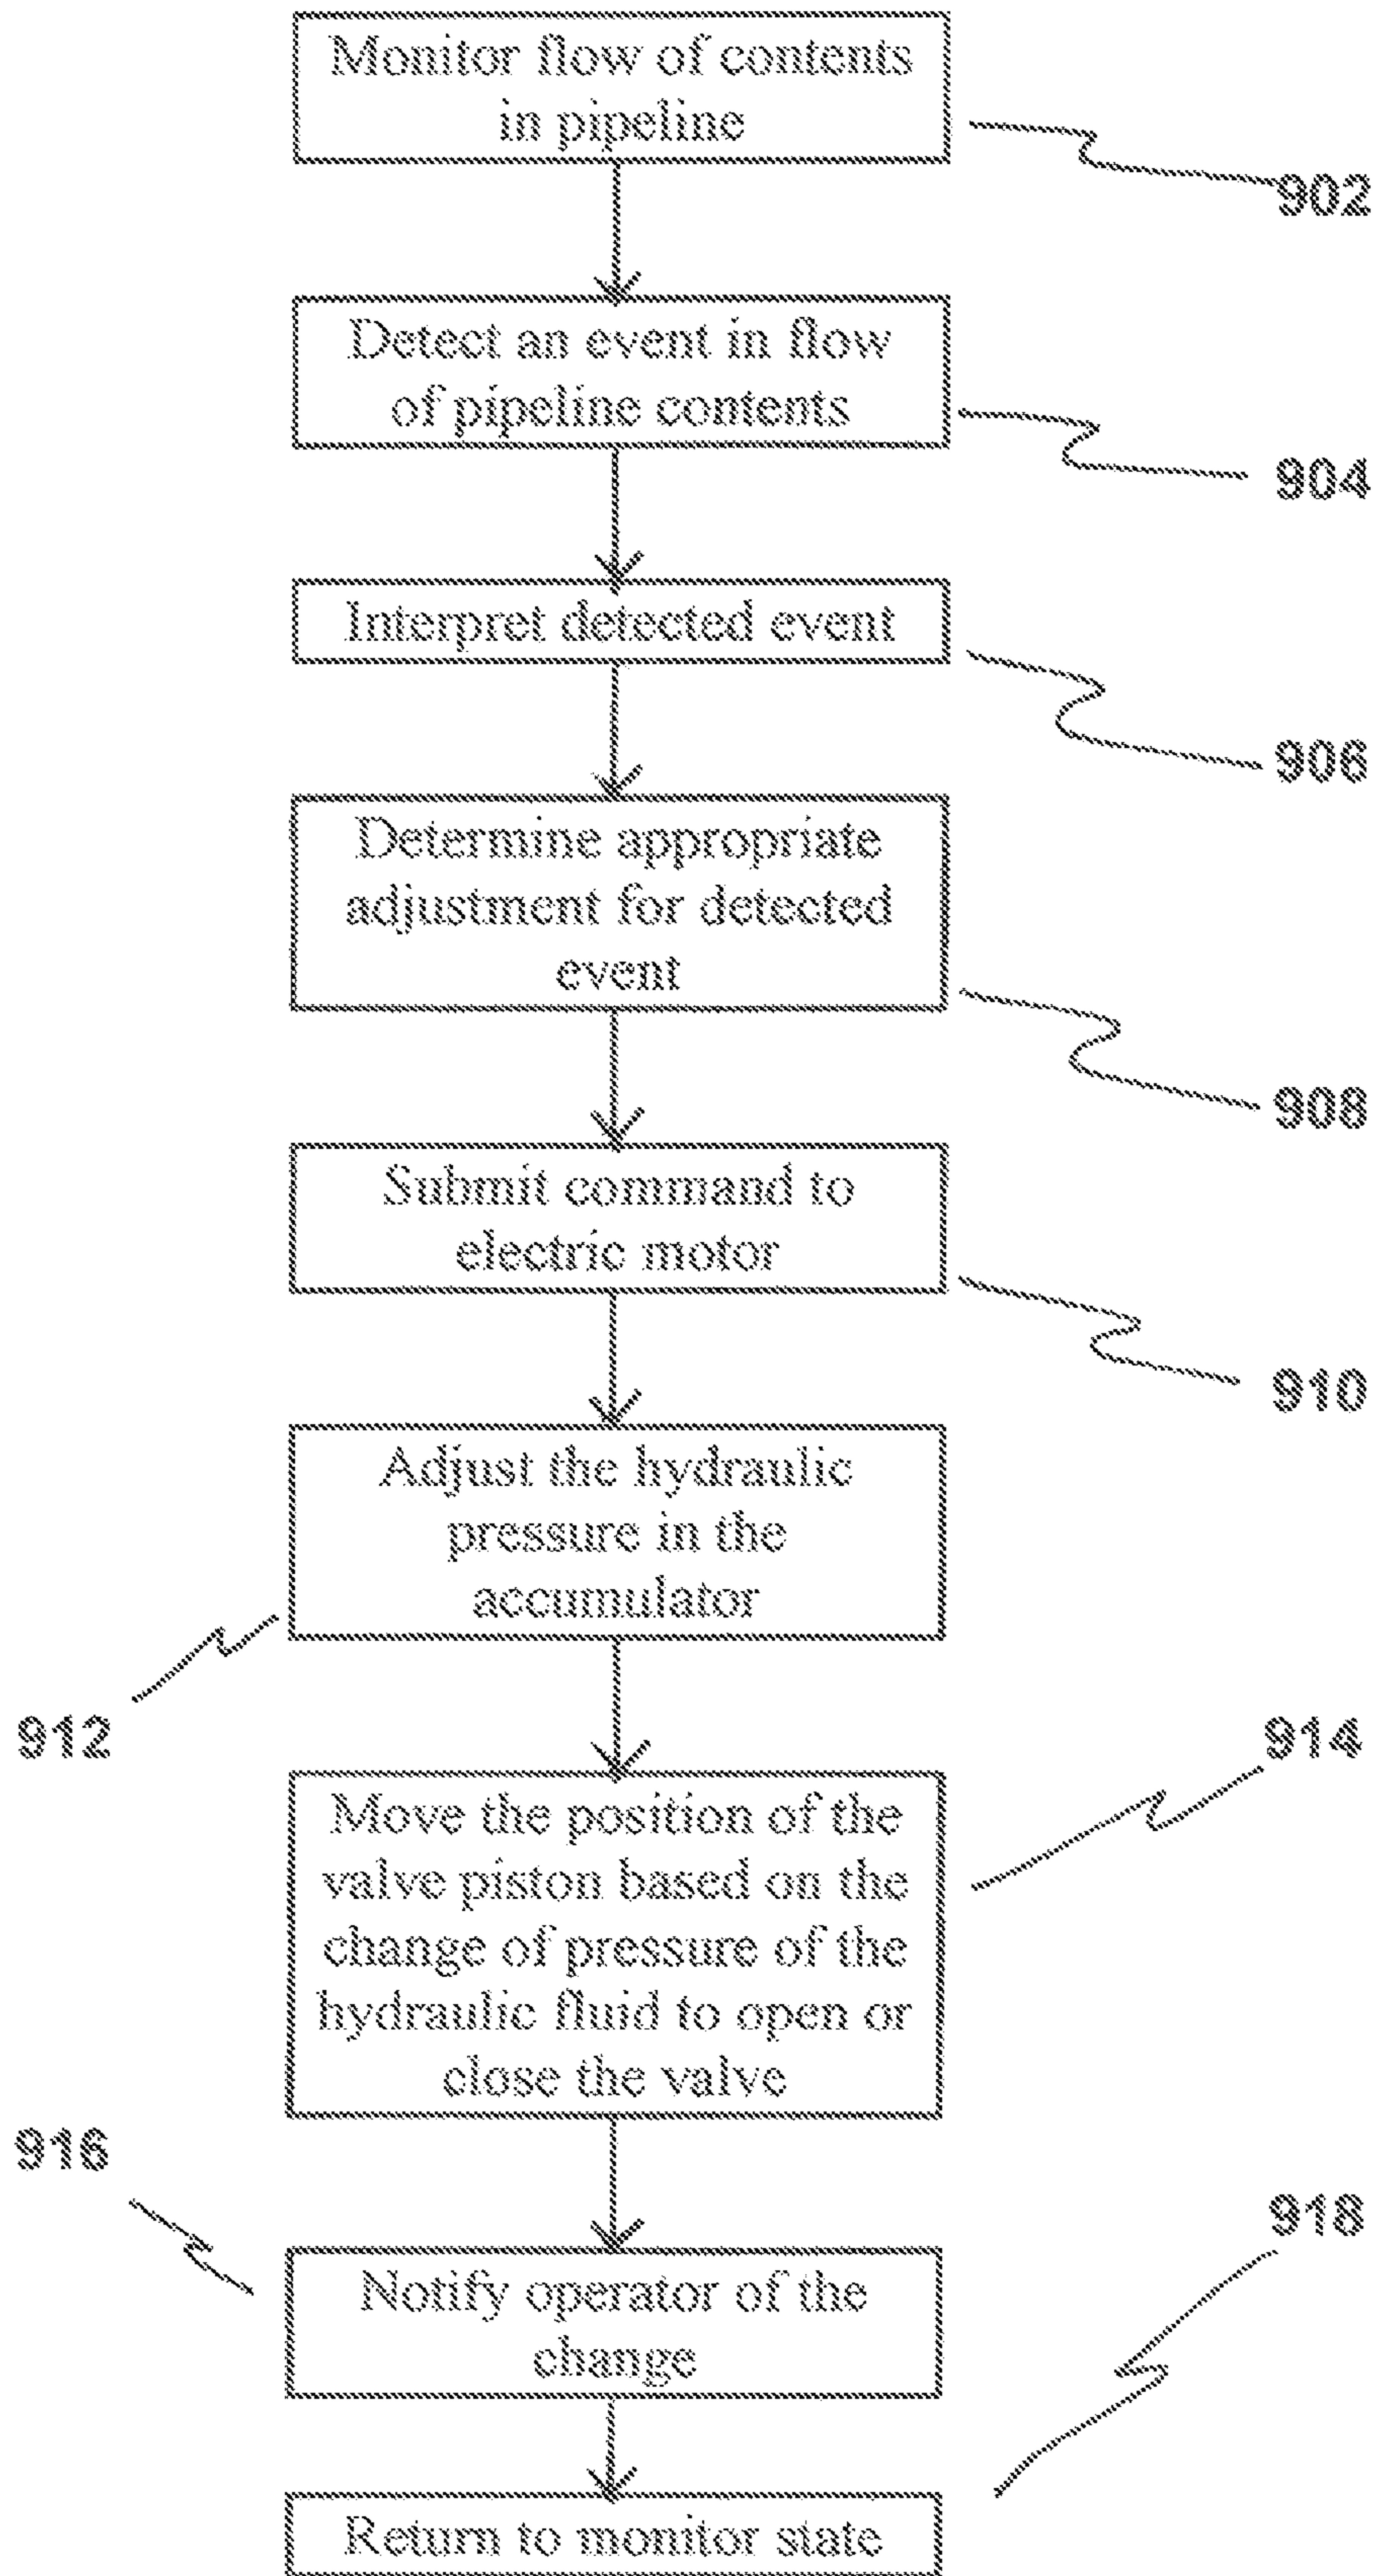 Monitor flow of contents
in pipeline
902
Detect an event in flow
of pipeline contents
904
Interpret detected event
906
Determine appropriate
adjustment for detected
event
908
Submit command to
electric motor
910
Adjust the hydraulic
pressure in the
accumulator
912
914
Move the position of the
valve piston based on the
change of pressure of the
hydraulic fluid to open or
close the valve
916
918
Notify operator of the
change
Return to monitor state